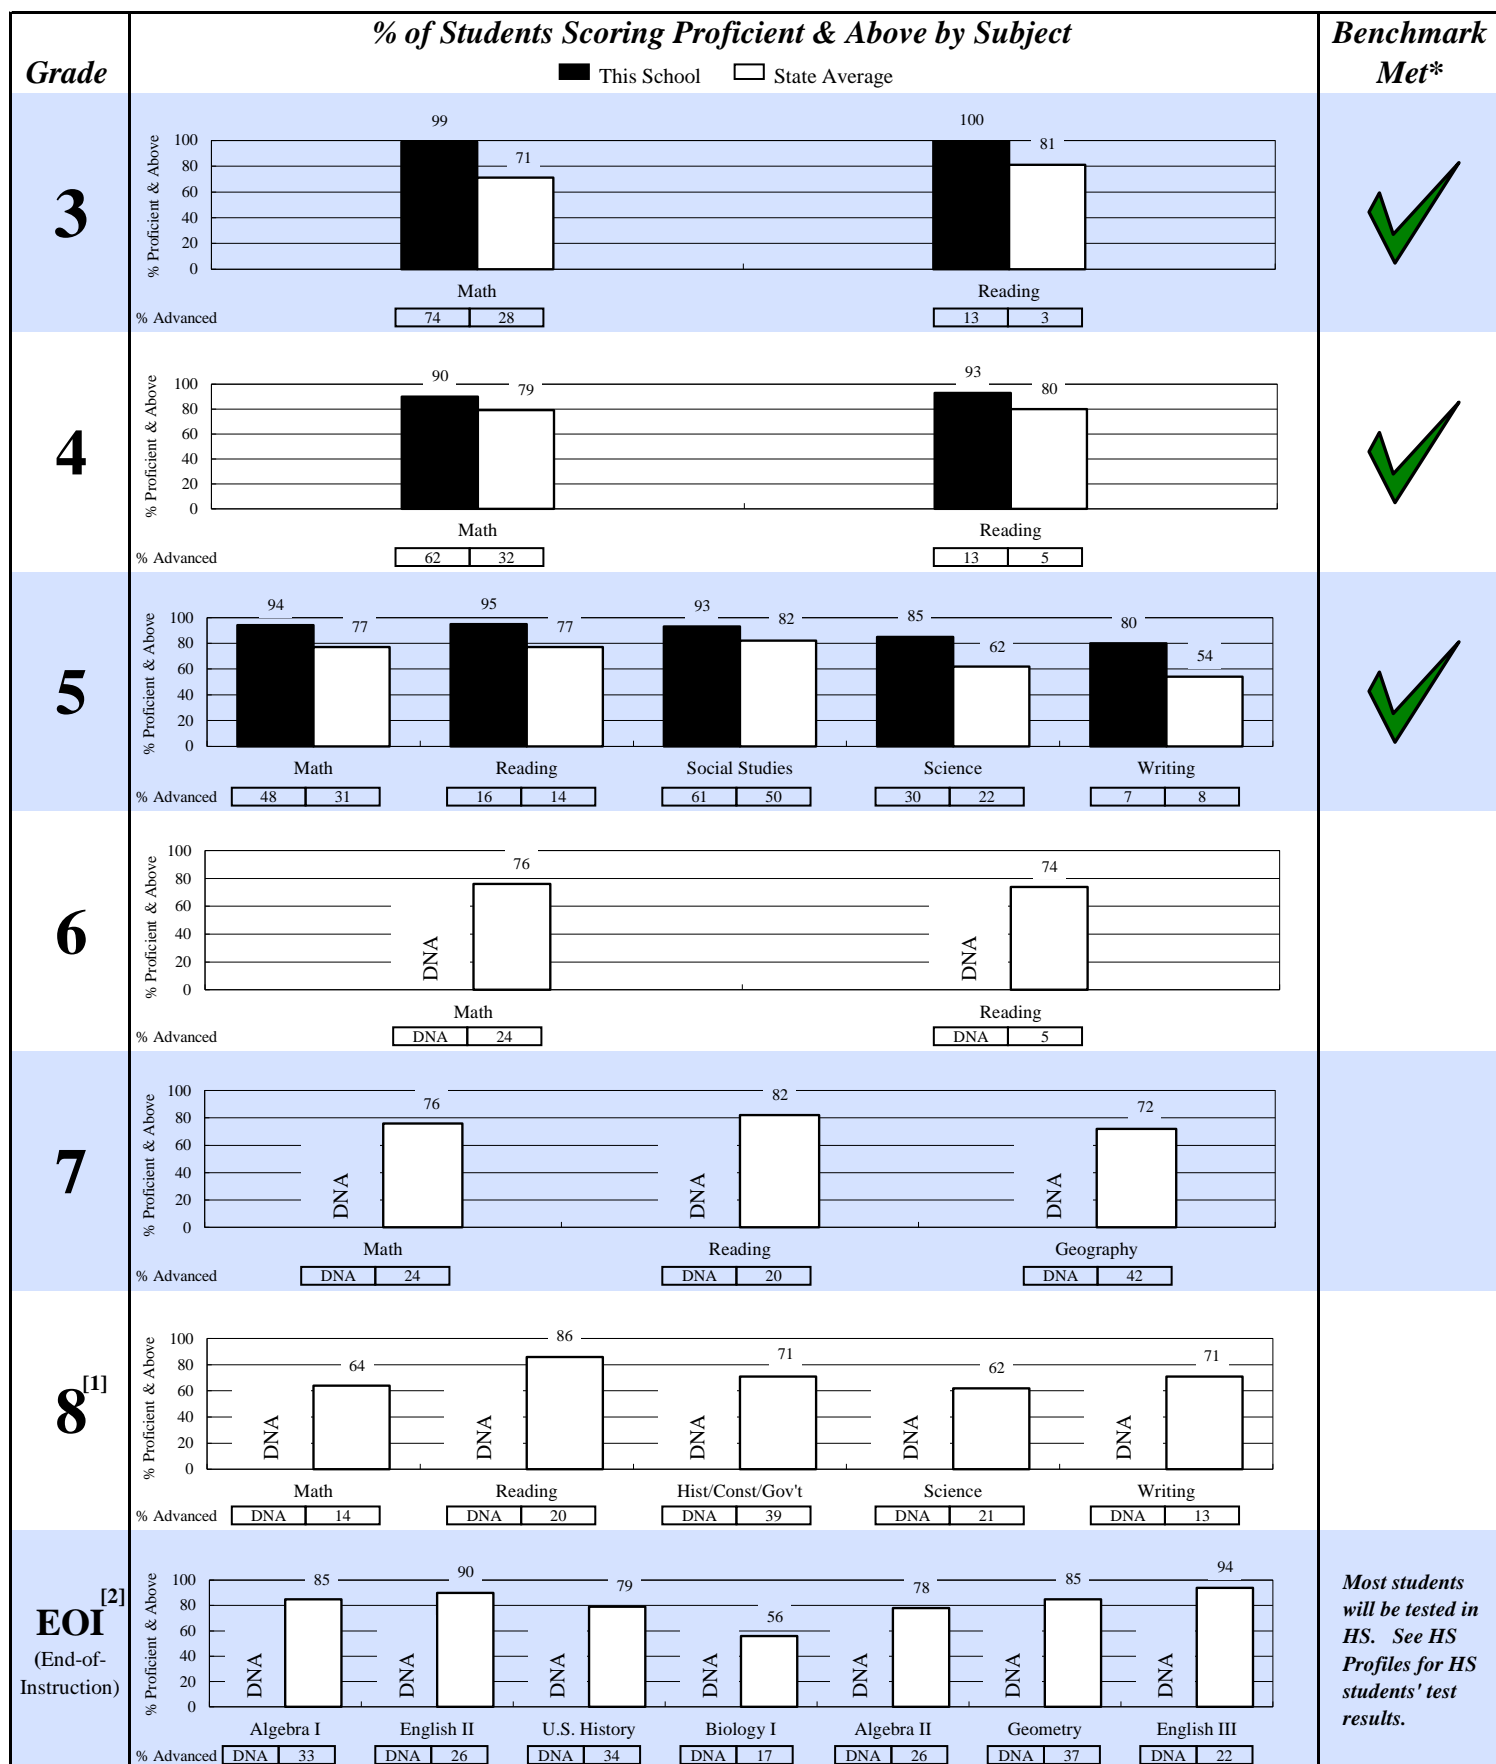 % of Students Scoring Proficient & Above by Subject
Benchmark
Met*
Grade
This School
State Average
3
% Proficient & Above
99
71
100
81
100
80
60
40
20
0
Math
Reading
% Advanced
74
28
13
3
4
% Proficient & Above
90
79
93
80
100
80
60
40
20
0
Math
Reading
% Advanced
62
32
13
5
5
% Proficient & Above
94
77
95
77
93
82
85
62
80
54
100
80
60
40
20
0
Math
Reading
Social Studies
Science
Writing
% Advanced
48
31
16
14
61
50
30
22
7
8
6
% Proficient & Above
100
80
60
40
20
0
DNA
76
DNA
74
Math
Reading
% Advanced
DNA
24
DNA
5
7
% Proficient & Above
100
80
60
40
20
0
DNA
76
DNA
82
DNA
72
Math
Reading
Geography
% Advanced
DNA
24
DNA
20
DNA
42
8[1]
% Proficient & Above
100
80
60
40
20
0
DNA
64
DNA
86
DNA
71
DNA
62
DNA
71
Math
Reading
Hist/Const/Gov't
Science
Writing
% Advanced
DNA
14
DNA
20
DNA
39
DNA
21
DNA
13
EOI[2]
(End-of-
Instruction)
% Proficient & Above
100
80
60
40
20
0
DNA
85
DNA
90
DNA
79
DNA
56
DNA
78
DNA
85
DNA
94
Algebra I
English II
U.S. History
Biology I
Algebra II
Geometry
English III
% Advanced
DNA
33
DNA
26
DNA
34
DNA
17
DNA
26
DNA
37
DNA
22
Most students
will be tested in
HS. See HS
Profiles for HS
students' test
results.